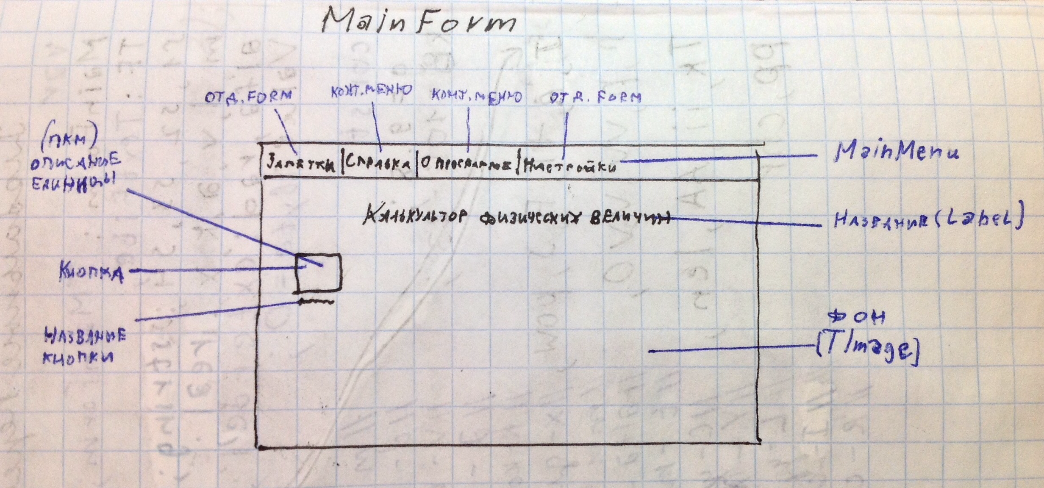 MainForm
ОТД. FORM КОНТ. МЕНЮ КОНТ. МЕНЮ ОТД. FORM
(ПКМ)
ОПИСАНИЕ
ЕДИНИЦЫ
ЗАМЕТКИ СПРАВКА О ПРОГРАММЕ НАСТРОЙКИ
MainMenu
КАЛЬКУЛТОР ФИЗИЧЕСКИХ ВЕЛИЧИН
НАЗВАНИЕ (Label)
КНОПКА
НАЗВАНИЕ
КНОПКИ
ФОН
[TImage]